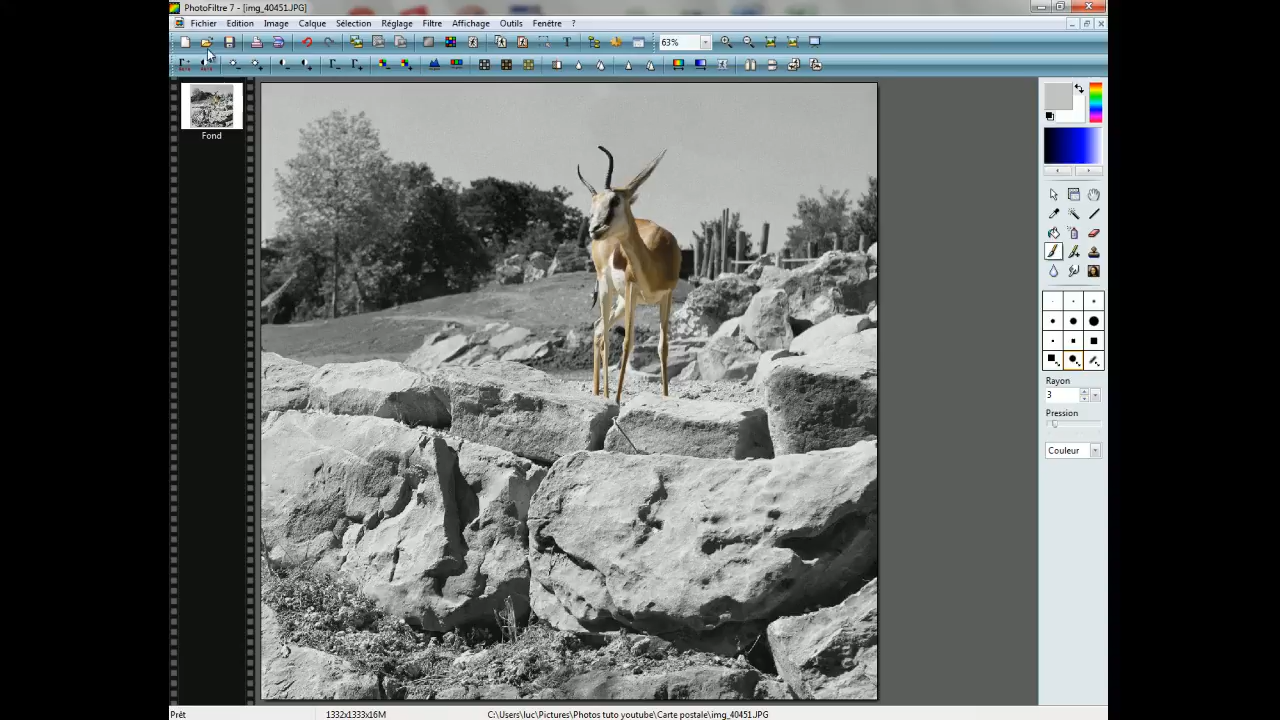 PhotoFiltre 7 - [img_40451.JPG]
Fichier Edition Image Calque Sélection Réglage Filtre Affichage Outils Fenêtre ?
63%
Fond
Rayon
3
Pression
Couleur
Prêt 1332x1333x16M C:\Users\luc\Pictures\Photos tuto youtube\Carte postale\img_40451.JPG